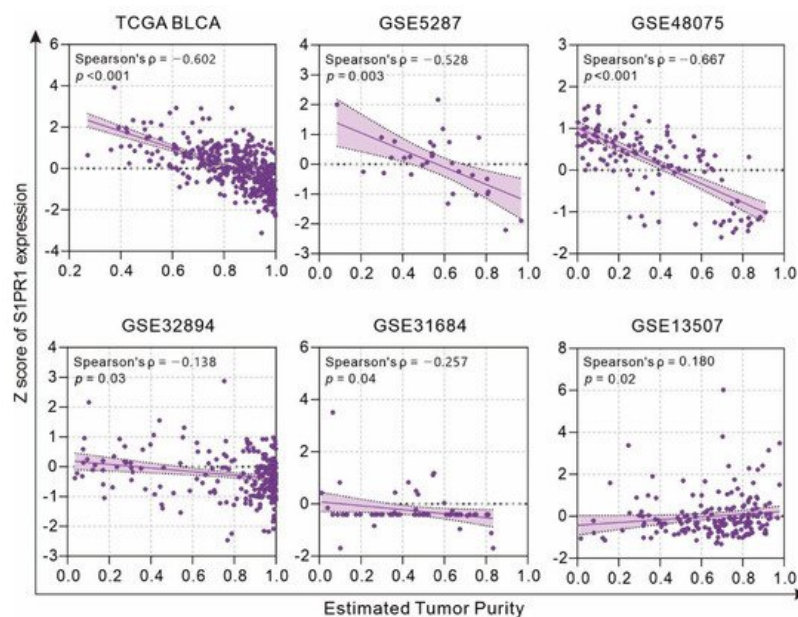 TCGA BLCA
GSE5287
GSE48075
Spearman's ρ = −0.602
p <0.001
Spearman's ρ = −0.528
p = 0.003
Spearman's ρ = −0.667
p <0.001
6
4
2
0
-2
-4
4
3
2
1
0
-1
-2
-3
3
2
1
0
-1
-2
0.2 0.4 0.6 0.8 1.0
0.0 0.2 0.4 0.6 0.8 1.0
0.0 0.2 0.4 0.6 0.8 1.0
Z score of S1PR1 expression
GSE32894
GSE31684
GSE13507
Spearman's ρ = −0.138
p = 0.03
Spearman's ρ = −0.257
p = 0.04
Spearman's ρ = 0.180
p = 0.02
4
3
2
1
0
-1
-2
-3
6
4
2
0
-2
8
6
4
2
0
-2
0.0 0.2 0.4 0.6 0.8 1.0
0.0 0.2 0.4 0.6 0.8 1.0
0.0 0.2 0.4 0.6 0.8 1.0
Estimated Tumor Purity